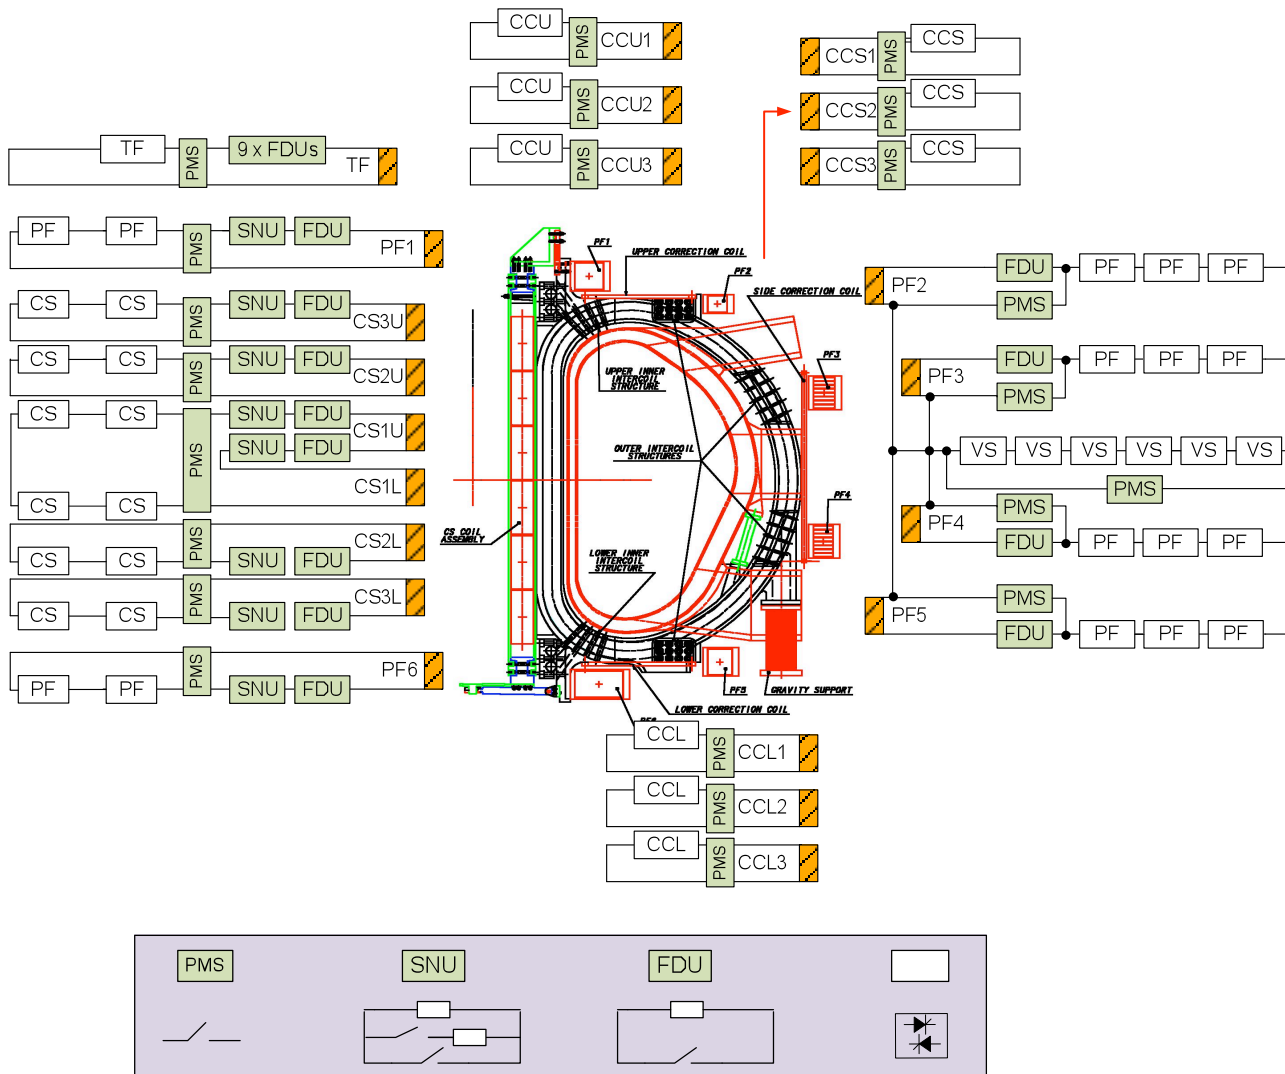 CCU
PMS
CCU1
CCU
PMS
CCU2
CCU
PMS
CCU3
CCS1
PMS
CCS
CCS2
PMS
CCS
CCS3
PMS
CCS
TF
PMS
9 x FDUs
TF
PF
PF
PMS
SNU
FDU
PF1
CS
CS
PMS
SNU
FDU
CS3U
CS
CS
PMS
SNU
FDU
CS2U
CS
CS
PMS
SNU
FDU
CS1U
SNU
FDU
CS
CS
CS1L
CS
CS
PMS
SNU
FDU
CS2L
CS
CS
PMS
SNU
FDU
CS3L
PF
PF
PMS
SNU
FDU
PF6
PF1
UPPER CORRECTION COIL
PF2
SIDE CORRECTION COIL
PF3
UPPER INNER
INTERCOIL
STRUCTURE
OUTER INTERCOIL
STRUCTURES
PF4
CS COIL
ASSEMBLY
LOWER INNER
INTERCOIL
STRUCTURE
PF5
GRAVITY SUPPORT
LOWER CORRECTION COIL
PF2
FDU
PF
PF
PF
PMS
PF3
FDU
PF
PF
PF
PMS
VS
VS
VS
VS
VS
VS
PMS
PF4
PMS
FDU
PF
PF
PF
PF5
PMS
FDU
PF
PF
PF
CCL
PMS
CCL1
CCL
PMS
CCL2
CCL
PMS
CCL3
PMS
SNU
FDU